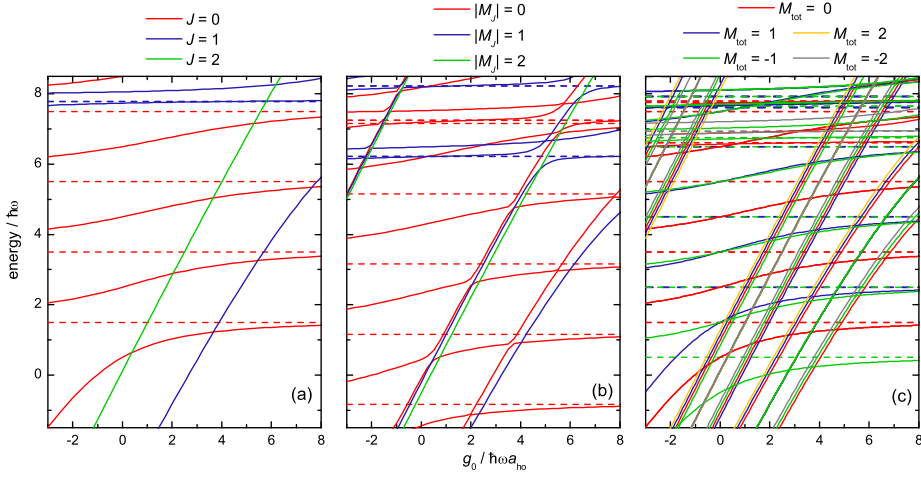 J = 0
J = 1
J = 2
|M_J| = 0
|M_J| = 1
|M_J| = 2
M_tot = 0
M_tot = 1 M_tot = 2
M_tot = -1 M_tot = -2
energy / ħω
8
6
4
2
0
(a) (b) (c)
-2 0 2 4 6 8
-3 -2 0 2 4 6 8
-2 0 2 4 6 8
g_0 / ħωa_ho